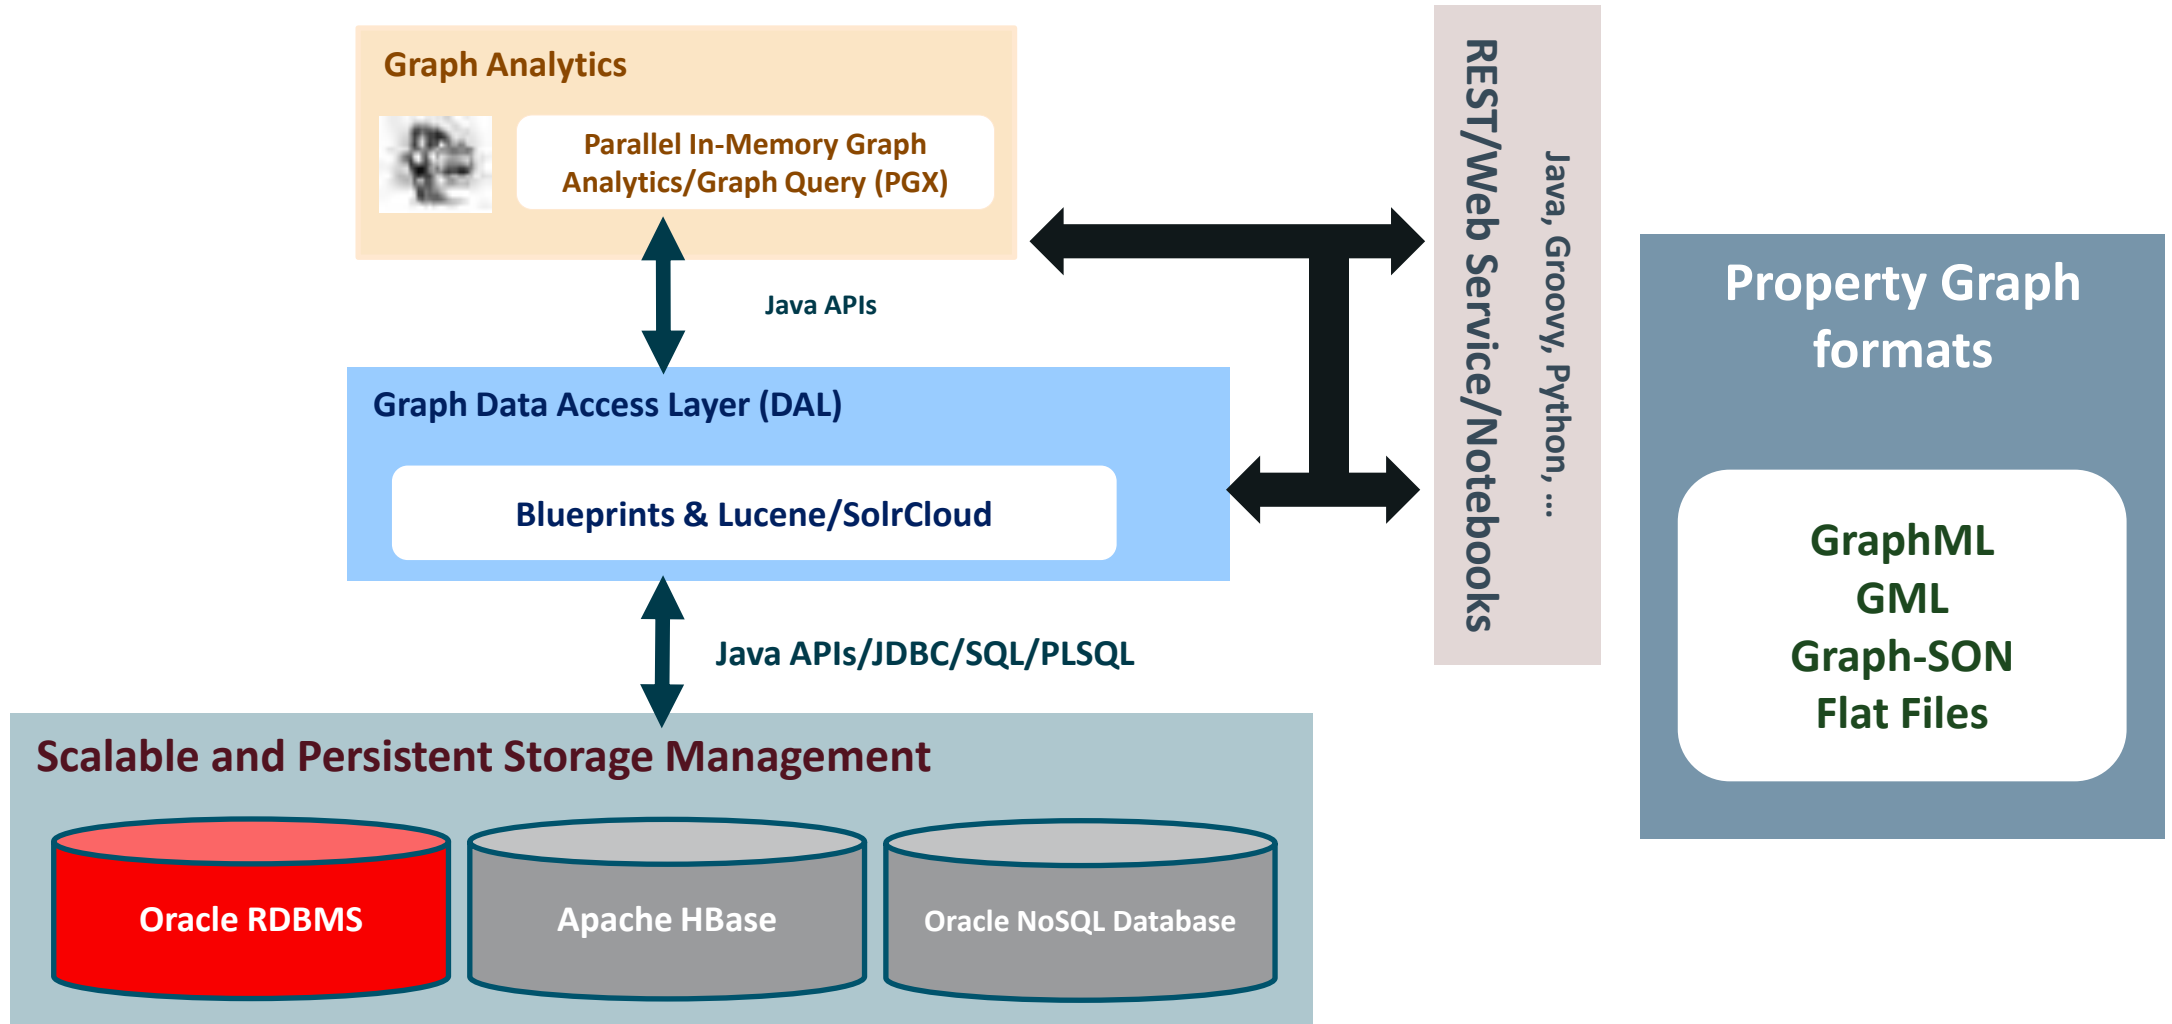 Graph Analytics
Parallel In-Memory Graph
Analytics/Graph Query (PGX)
Java APIs
Graph Data Access Layer (DAL)
Blueprints & Lucene/SolrCloud
Java APIs/JDBC/SQL/PLSQL
Scalable and Persistent Storage Management
Oracle RDBMS
Apache HBase
Oracle NoSQL Database
REST/Web Service/Notebooks
Java, Groovy, Python, ...
Property Graph
formats
GraphML
GML
Graph-SON
Flat Files